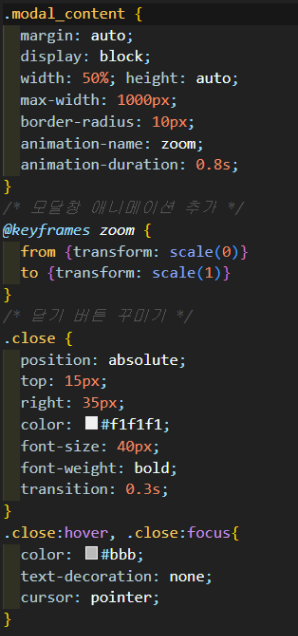 .modal_content {
margin: auto;
display: block;
width: 50%; height: auto;
max-width: 1000px;
border-radius: 10px;
animation-name: zoom;
animation-duration: 0.8s;
}
/* 모달창 애니메이션 추가 */
@keyframes zoom {
from {transform: scale(0)}
to {transform: scale(1)}
}
/* 닫기 버튼 꾸미기 */
.close {
position: absolute;
top: 15px;
right: 35px;
color: #f1f1f1;
font-size: 40px;
font-weight: bold;
transition: 0.3s;
}
.close:hover, .close:focus{
color: #bbb;
text-decoration: none;
cursor: pointer;
}